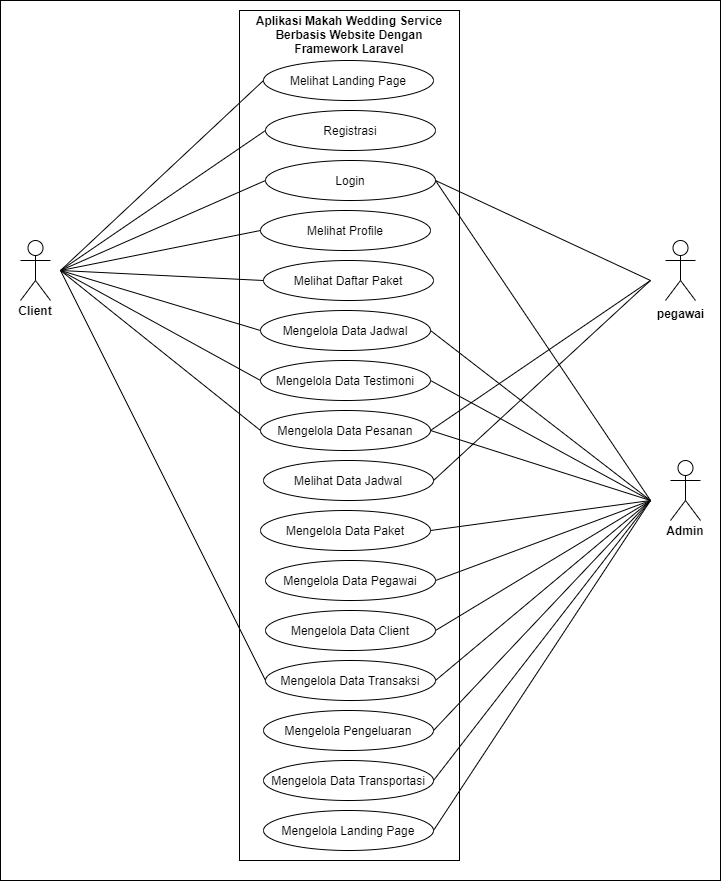 Aplikasi Makah Wedding Service
Berbasis Website Dengan
Framework Laravel
Melihat Landing Page
Registrasi
Login
Melihat Profile
Melihat Daftar Paket
Mengelola Data Jadwal
Mengelola Data Testimoni
Mengelola Data Pesanan
Melihat Data Jadwal
Mengelola Data Paket
Mengelola Data Pegawai
Mengelola Data Client
Mengelola Data Transaksi
Mengelola Pengeluaran
Mengelola Data Transportasi
Mengelola Landing Page
Client
pegawai
Admin